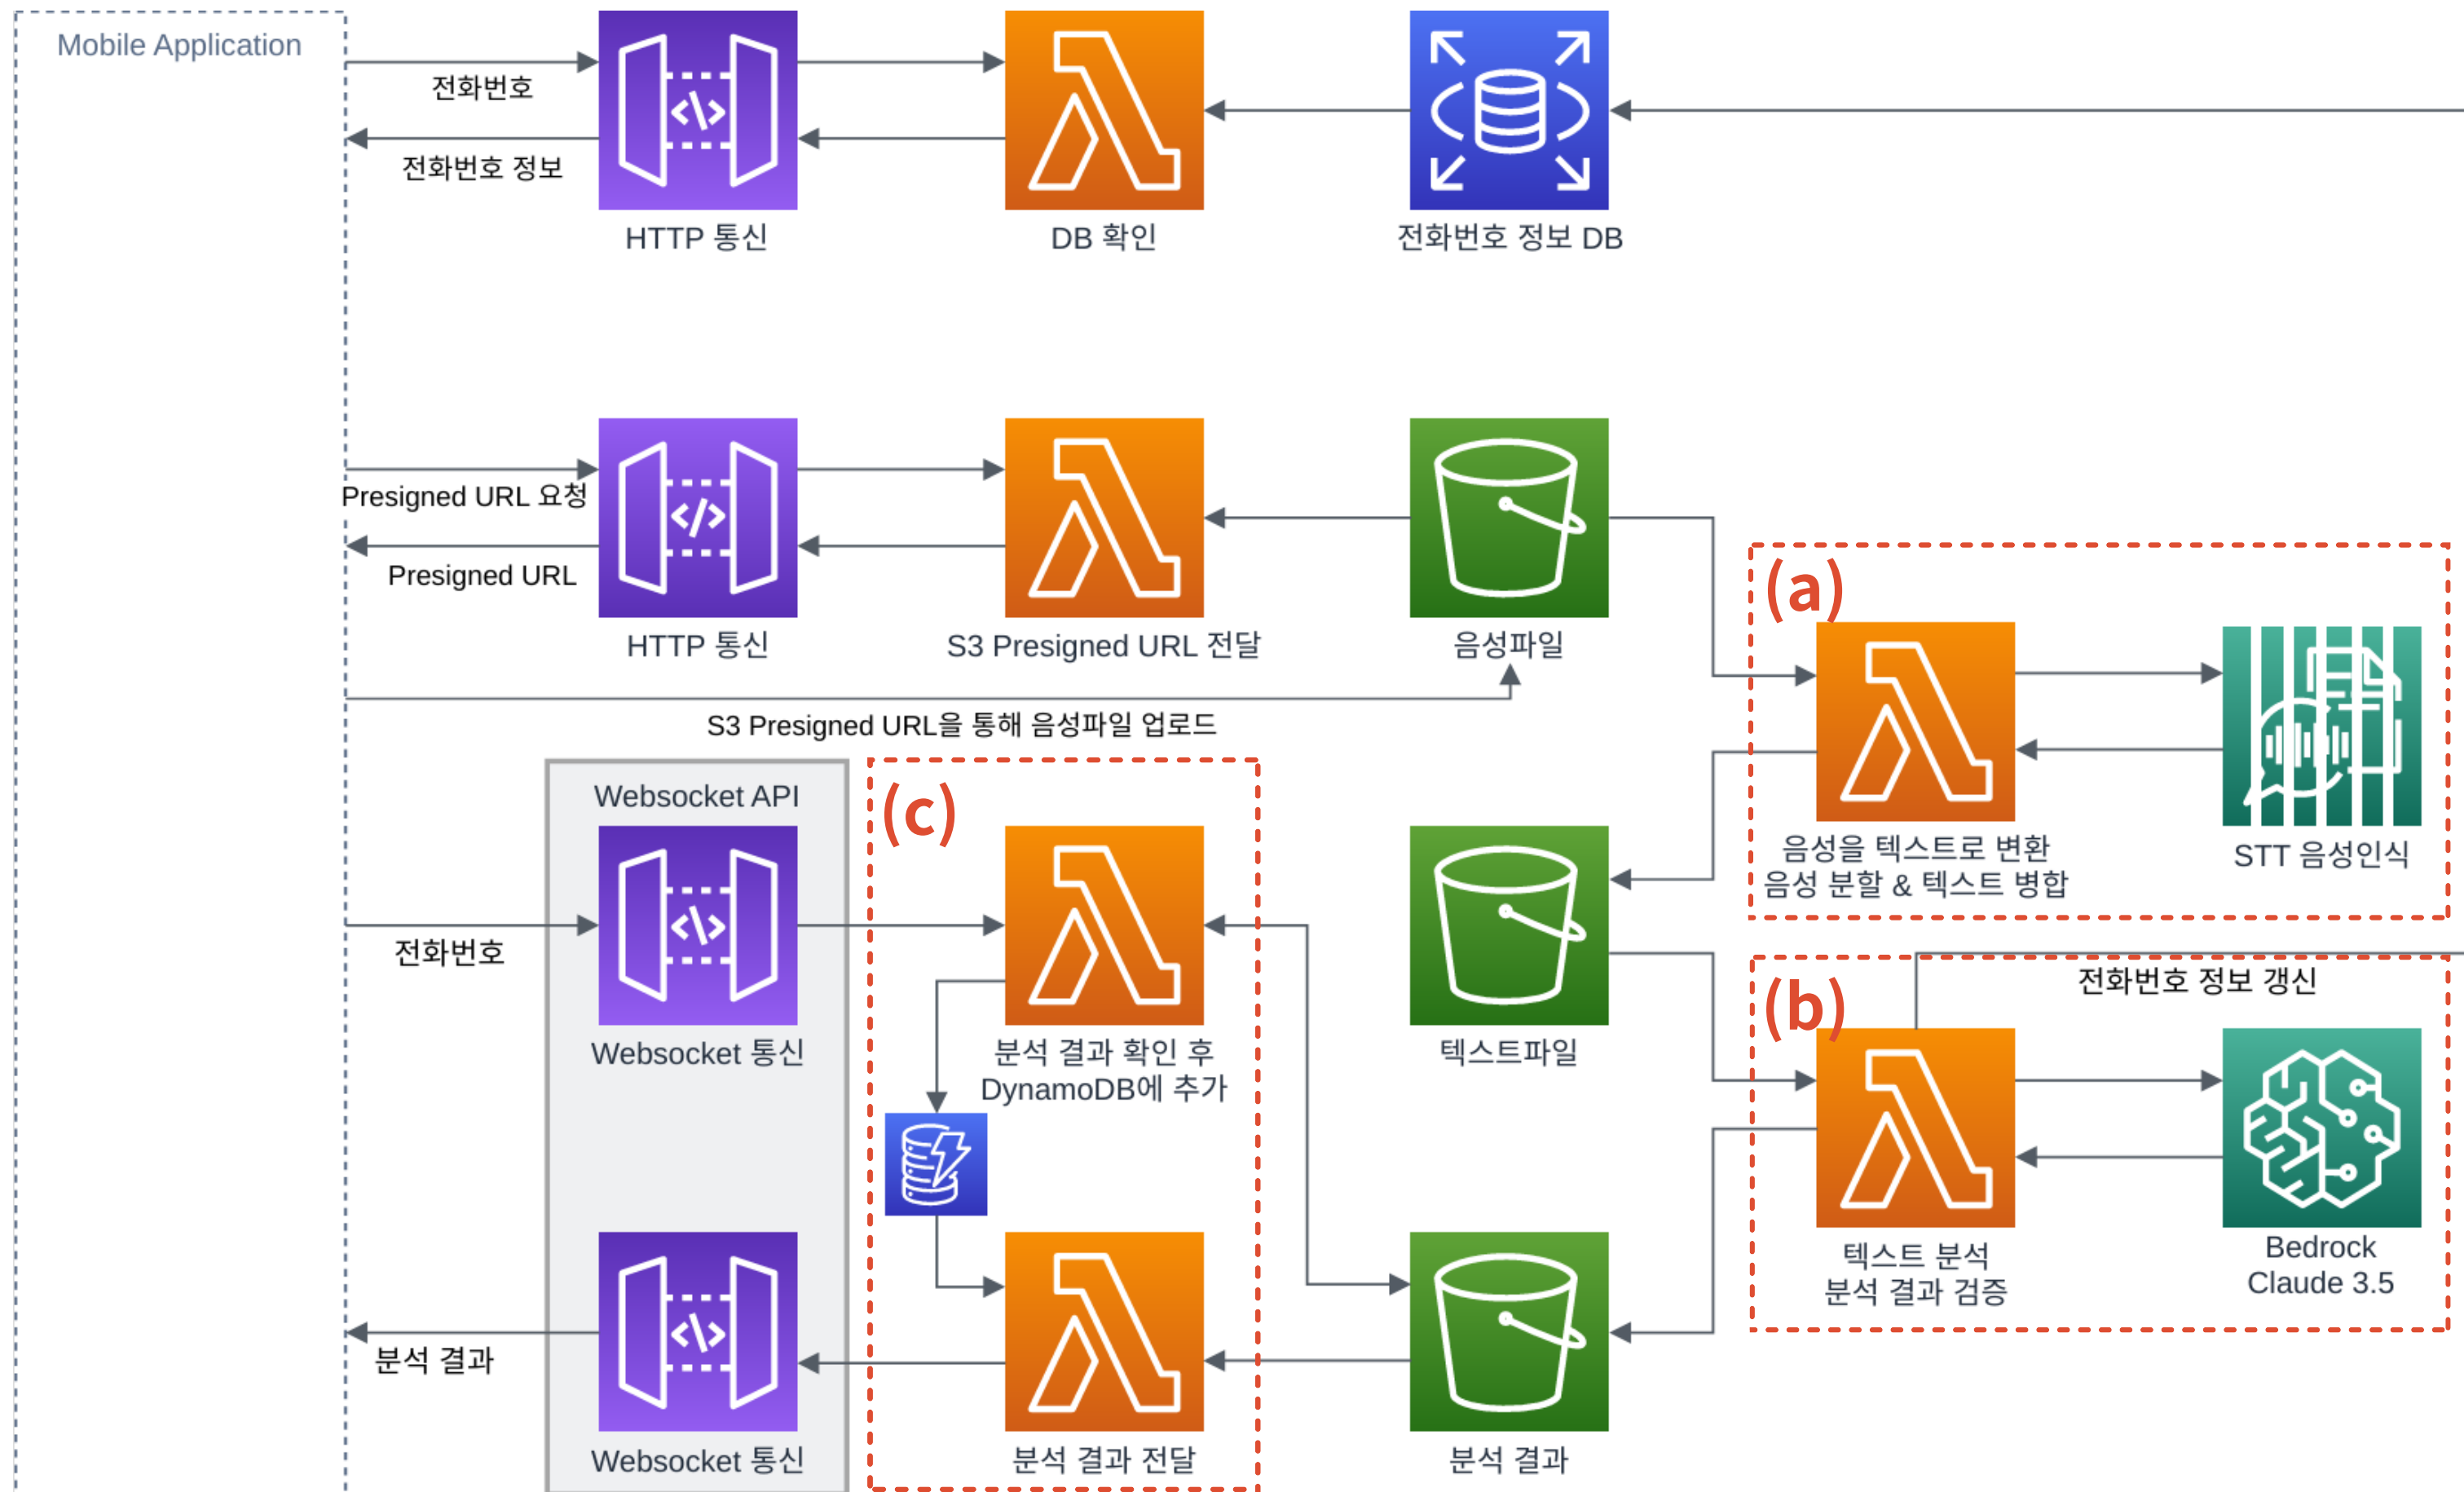 Mobile Application
전화번호
전화번호 정보
HTTP 통신
DB 확인
전화번호 정보 DB
Presigned URL 요청
Presigned URL
HTTP 통신
S3 Presigned URL 전달
음성파일
S3 Presigned URL을 통해 음성파일 업로드
(a)
음성을 텍스트로 변환
음성 분할 & 텍스트 병합
STT 음성인식
Websocket API
전화번호
Websocket 통신
(c)
분석 결과 확인 후
DynamoDB에 추가
텍스트파일
(b)
전화번호 정보 갱신
텍스트 분석
분석 결과 검증
Bedrock
Claude 3.5
분석 결과
Websocket 통신
분석 결과 전달
분석 결과